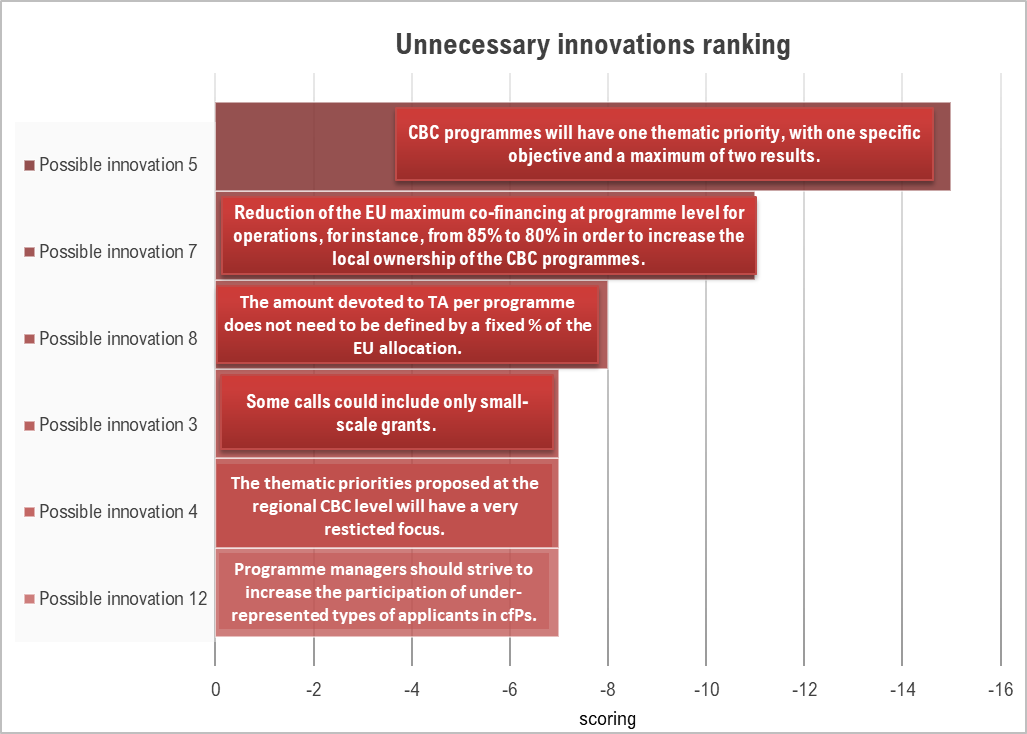 Unnecessary innovations ranking
Possible innovation 5
CBC programmes will have one thematic priority, with one specific
objective and a maximum of two results.
Possible innovation 7
Reduction of the EU maximum co-financing at programme level for
operations, for instance, from 85% to 80% in order to increase the
local ownership of the CBC programmes.
Possible innovation 8
The amount devoted to TA per programme
does not need to be defined by a fixed % of the
EU allocation.
Possible innovation 3
Some calls could include only small-
scale grants.
Possible innovation 4
The thematic priorities proposed at the
regional CBC level will have a very
resticted focus.
Possible innovation 12
Programme managers should strive to
increase the participation of under-
represented types of applicants in cfPs.
0 -2 -4 -6 -8 -10 -12 -14 -16
scoring